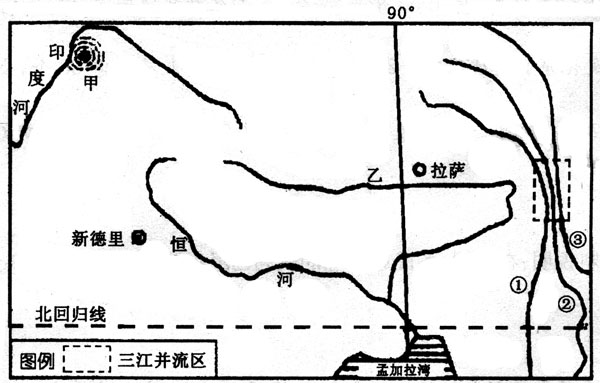 90°
印
度
河
甲
乙
拉萨
新德里
恒
河
①
②
③
北回归线
图例 三江并流区
孟加拉湾